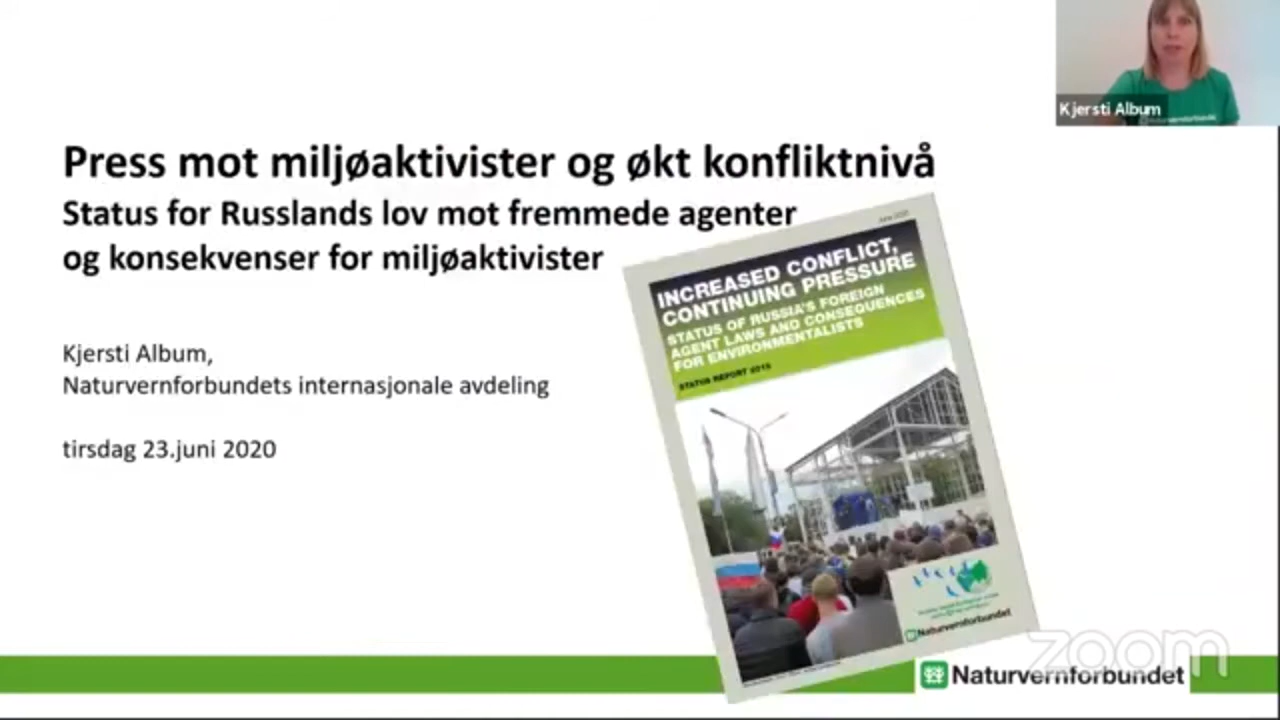 Kjersti Album
Press mot miljøaktivister og økt konfliktnivå
Status for Russlands lov mot fremmede agenter
og konsekvenser for miljøaktivister
Kjersti Album,
Naturvernforbundets internasjonale avdeling
tirsdag 23.juni 2020
INCREASED CONFLICT,
CONTINUING PRESSURE
STATUS OF RUSSIA'S FOREIGN
AGENT LAWS AND CONSEQUENCES
FOR ENVIRONMENTALISTS
Naturvernforbundet
zoom
Naturvernforbundet